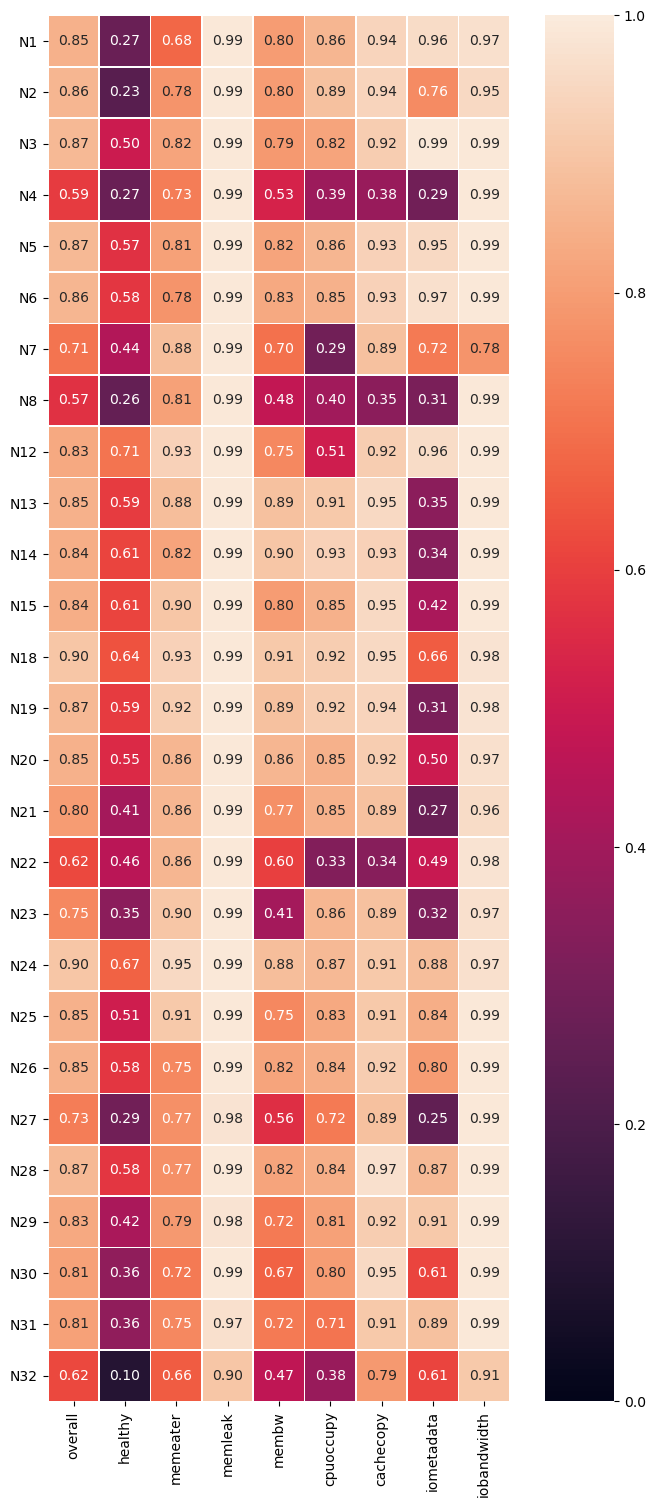 N1 0.85 0.27 0.68 0.99 0.80 0.86 0.94 0.96 0.97
N2 0.86 0.23 0.78 0.99 0.80 0.89 0.94 0.76 0.95
N3 0.87 0.50 0.82 0.99 0.79 0.82 0.92 0.99 0.99
N4 0.59 0.27 0.73 0.99 0.53 0.39 0.38 0.29 0.99
N5 0.87 0.57 0.81 0.99 0.82 0.86 0.93 0.95 0.99
N6 0.86 0.58 0.78 0.99 0.83 0.85 0.93 0.97 0.99
N7 0.71 0.44 0.88 0.99 0.70 0.29 0.89 0.72 0.78
N8 0.57 0.26 0.81 0.99 0.48 0.40 0.35 0.31 0.99
N12 0.83 0.71 0.93 0.99 0.75 0.51 0.92 0.96 0.99
N13 0.85 0.59 0.88 0.99 0.89 0.91 0.95 0.35 0.99
N14 0.84 0.61 0.82 0.99 0.90 0.93 0.93 0.34 0.99
N15 0.84 0.61 0.90 0.99 0.80 0.85 0.95 0.42 0.99
N18 0.90 0.64 0.93 0.99 0.91 0.92 0.95 0.66 0.98
N19 0.87 0.59 0.92 0.99 0.89 0.92 0.94 0.31 0.98
N20 0.85 0.55 0.86 0.99 0.86 0.85 0.92 0.50 0.97
N21 0.80 0.41 0.86 0.99 0.77 0.85 0.89 0.27 0.96
N22 0.62 0.46 0.86 0.99 0.60 0.33 0.34 0.49 0.98
N23 0.75 0.35 0.90 0.99 0.41 0.86 0.89 0.32 0.97
N24 0.90 0.67 0.95 0.99 0.88 0.87 0.91 0.88 0.97
N25 0.85 0.51 0.91 0.99 0.75 0.83 0.91 0.84 0.99
N26 0.85 0.58 0.75 0.99 0.82 0.84 0.92 0.80 0.99
N27 0.73 0.29 0.77 0.98 0.56 0.72 0.89 0.25 0.99
N28 0.87 0.58 0.77 0.99 0.82 0.84 0.97 0.87 0.99
N29 0.83 0.42 0.79 0.98 0.72 0.81 0.92 0.91 0.99
N30 0.81 0.36 0.72 0.99 0.67 0.80 0.95 0.61 0.99
N31 0.81 0.36 0.75 0.97 0.72 0.71 0.91 0.89 0.99
N32 0.62 0.10 0.66 0.90 0.47 0.38 0.79 0.61 0.91
overall healthy memeater memleak membw cpuoccupy cachecopy iometadata iobandwidth
1.0
0.8
0.6
0.4
0.2
0.0